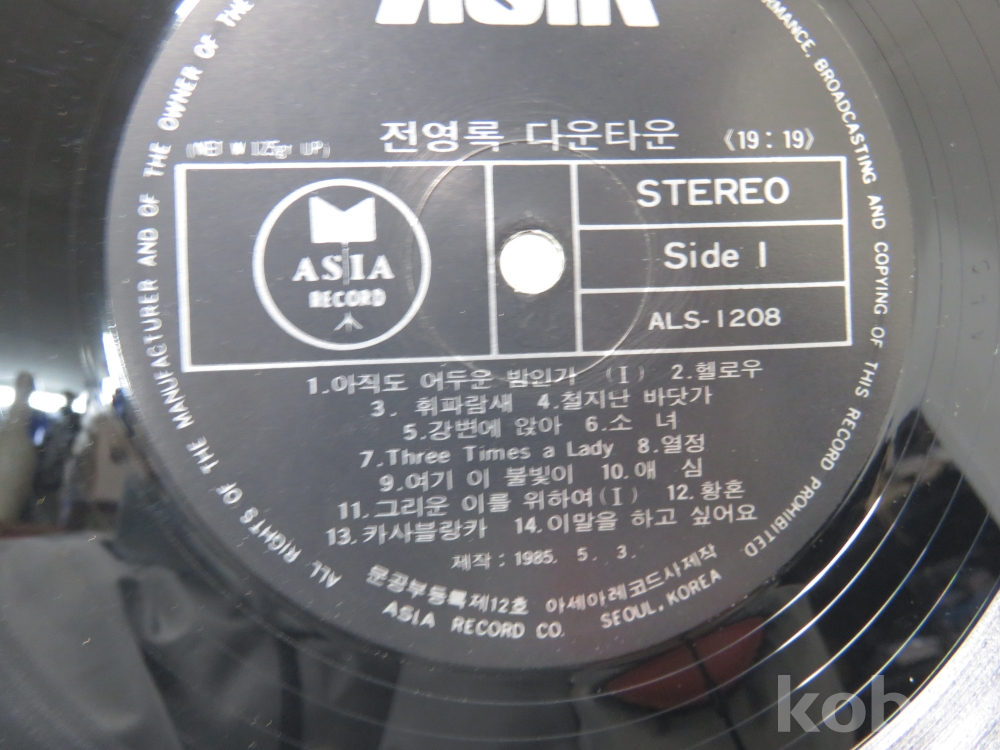 ASIA
전영록 다운타운 《19:19》
STEREO
Side 1
ALS-1208
ASIA
RECORD
1.아직도 어두운 밤인가 (I) 2.헬로우
3. 휘파람새 4.철지난 바닷가
5.강변에 앉아 6.소 녀
7.Three Times a Lady 8.열정
9.여기 이 불빛이 10.애 심
11.그리운 이를 위하여(I) 12.황혼
13.카사블랑카 14.이말을 하고 싶어요
제작:1985. 5. 3.
문공부등록제12호 아세아레코드사제작
ASIA RECORD CO. SEOUL, KOREA
ALL RIGHTS OF THE MANUFACTURER AND OF THE OWNER OF THE
RMANCE, BROADCASTING AND COPYING OF THIS RECORD PROHIBITED
kob